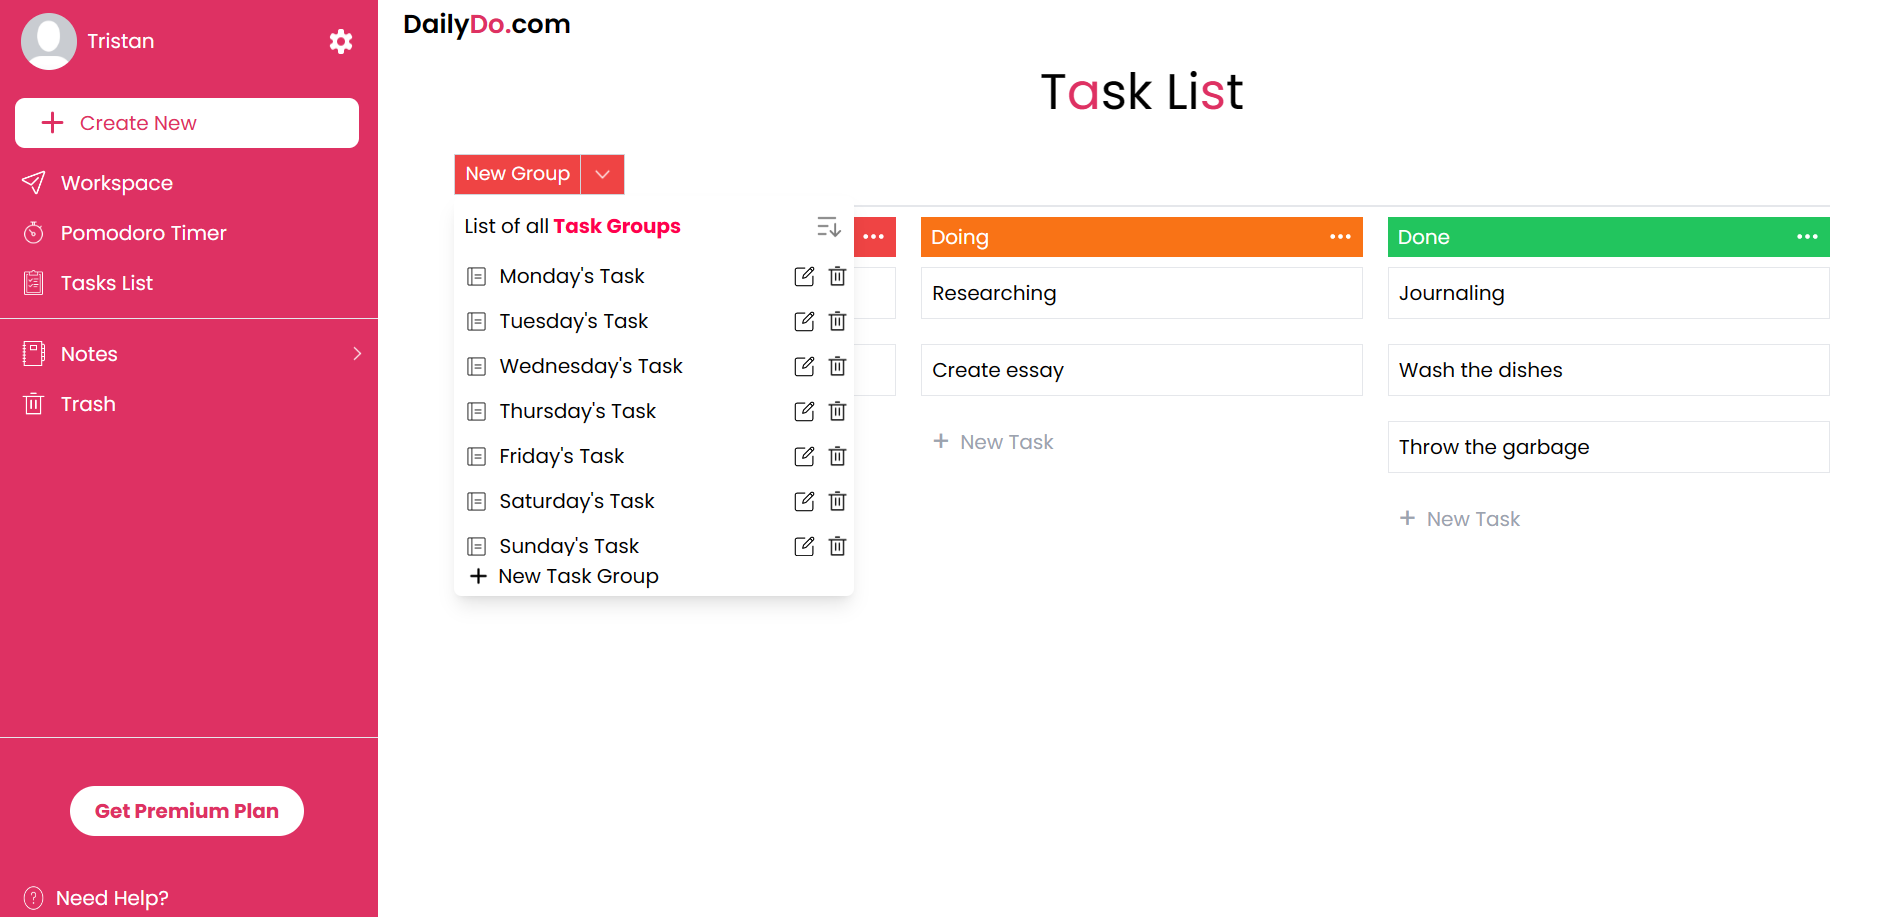 Tristan
Create New
Workspace
Pomodoro Timer
Tasks List
Notes
Trash
Get Premium Plan
Need Help?
DailyDo.com
Task List
New Group
List of all Task Groups
Monday's Task
Tuesday's Task
Wednesday's Task
Thursday's Task
Friday's Task
Saturday's Task
Sunday's Task
+ New Task Group
Doing
Researching
Create essay
+ New Task
Done
Journaling
Wash the dishes
Throw the garbage
+ New Task